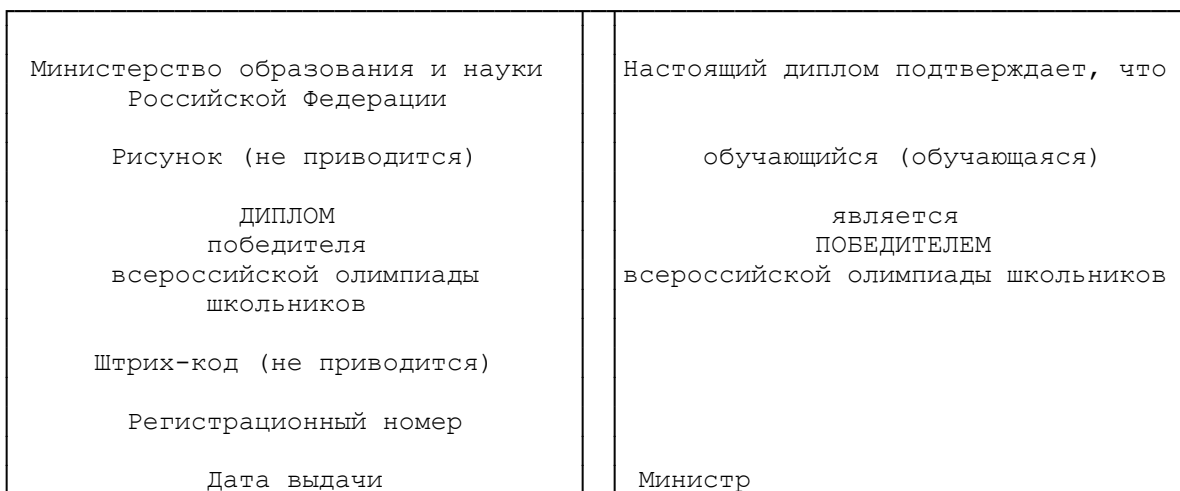 Министерство образования и науки
Российской Федерации
Рисунок (не приводится)
ДИПЛОМ
победителя
всероссийской олимпиады
школьников
Штрих-код (не приводится)
Регистрационный номер
Дата выдачи
Настоящий диплом подтверждает, что
обучающийся (обучающаяся)
является
ПОБЕДИТЕЛЕМ
всероссийской олимпиады школьников
Министр